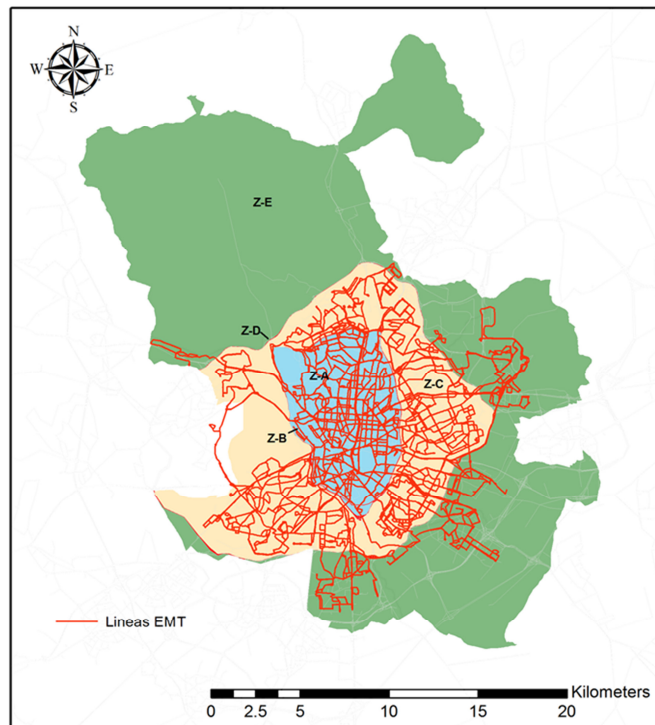 N
W E
S
Z-E
Z-D
Z-A
Z-C
Z-B
Lineas EMT
Kilometers
0 2.5 5 10 15 20